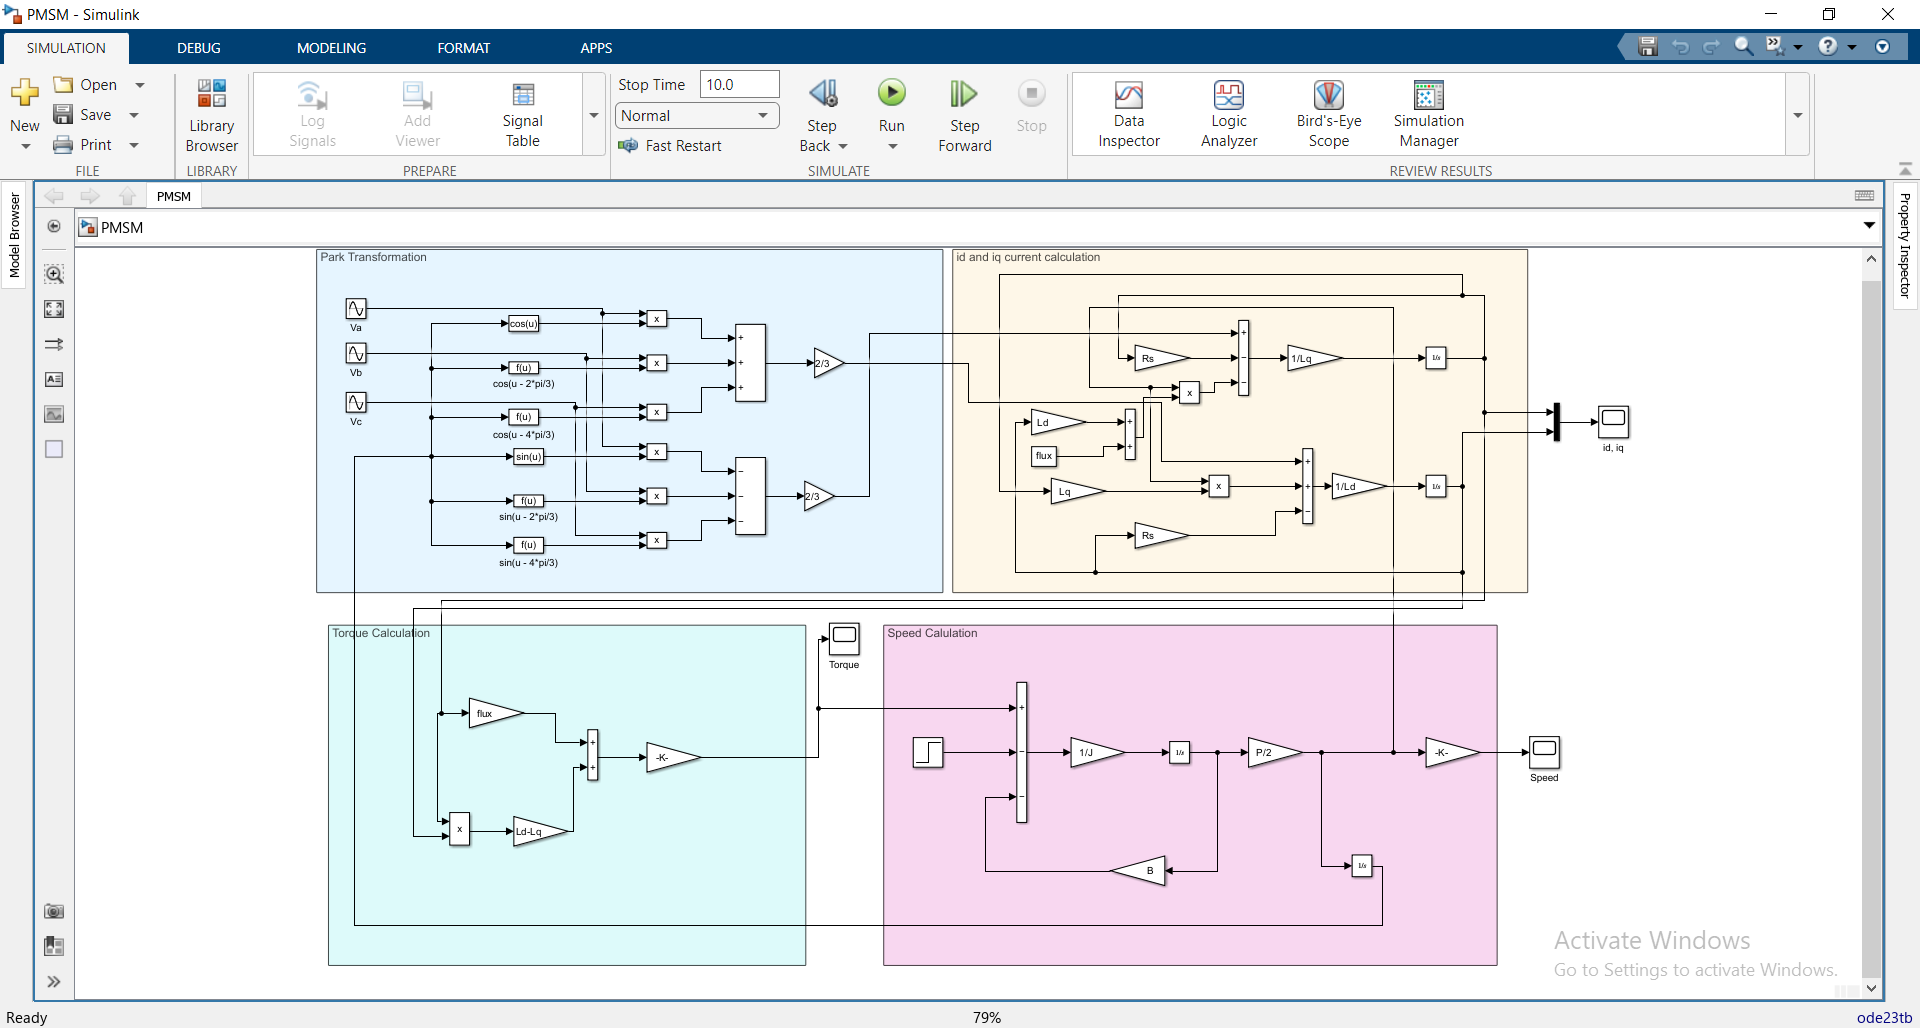 PMSM - Simulink
SIMULATION
DEBUG
MODELING
FORMAT
APPS
New
Open
Save
Print
FILE
Library
Browser
LIBRARY
Log
Signals
Add
Viewer
Signal
Table
PREPARE
Stop Time 10.0
Normal
Fast Restart
Step
Back
Run
Step
Forward
Stop
SIMULATE
Data
Inspector
Logic
Analyzer
Bird's-Eye
Scope
Simulation
Manager
REVIEW RESULTS
Model Browser
PMSM
PMSM
Property Inspector
Park Transformation
Va
Vb
Vc
cos(u)
f(u)
cos(u - 2*pi/3)
f(u)
cos(u - 4*pi/3)
sin(u)
f(u)
sin(u - 2*pi/3)
f(u)
sin(u - 4*pi/3)
x
x
x
x
x
x
+
+
+
−
−
−
2/3
2/3
id and iq current calculation
Rs
x
+
−
−
1/Lq
1/s
Ld
flux
+
+
Lq
x
Rs
+
+
−
1/Ld
1/s
id, iq
Torque Calculation
flux
x
Ld-Lq
+
+
-K-
Torque
Speed Calulation
+
−
−
1/J
1/s
P/2
-K-
Speed
B
1/s
Activate Windows
Go to Settings to activate Windows.
Ready
79%
ode23tb